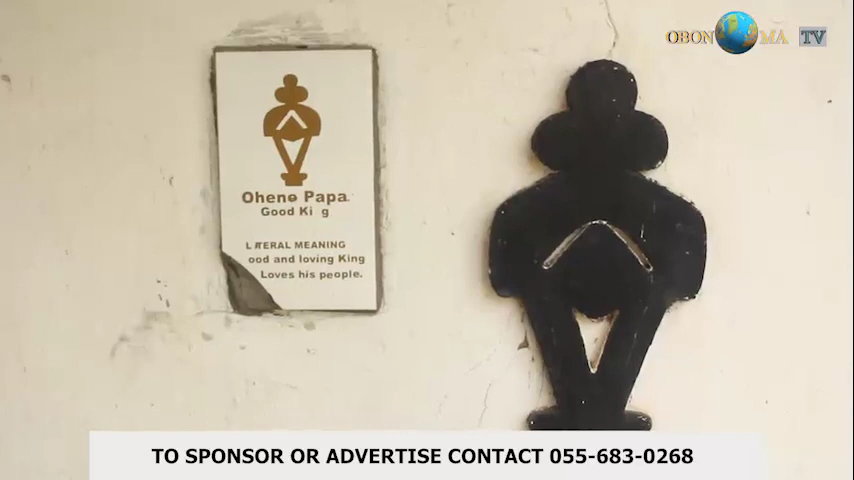 OBON MA TV
Ohene Papa
Good Ki g
L TERAL MEANING
ood and loving King
Loves his people.
TO SPONSOR OR ADVERTISE CONTACT 055-683-0268